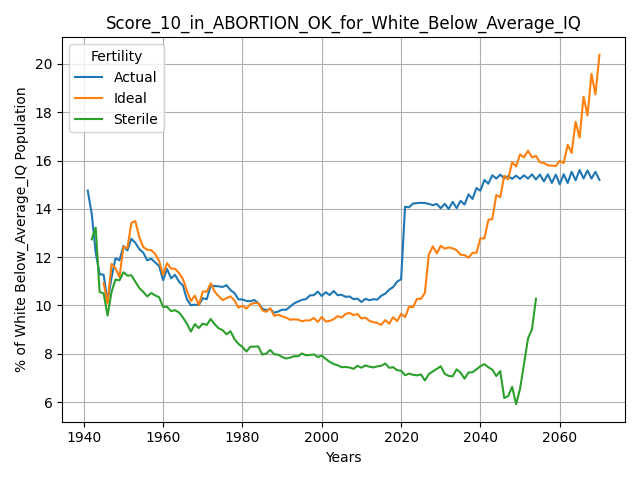 Score_10_in_ABORTION_OK_for_White_Below_Average_IQ
Fertility
Actual
Ideal
Sterile
% of White Below_Average_IQ Population
20
18
16
14
12
10
8
6
1940
1960
1980
2000
2020
2040
2060
Years